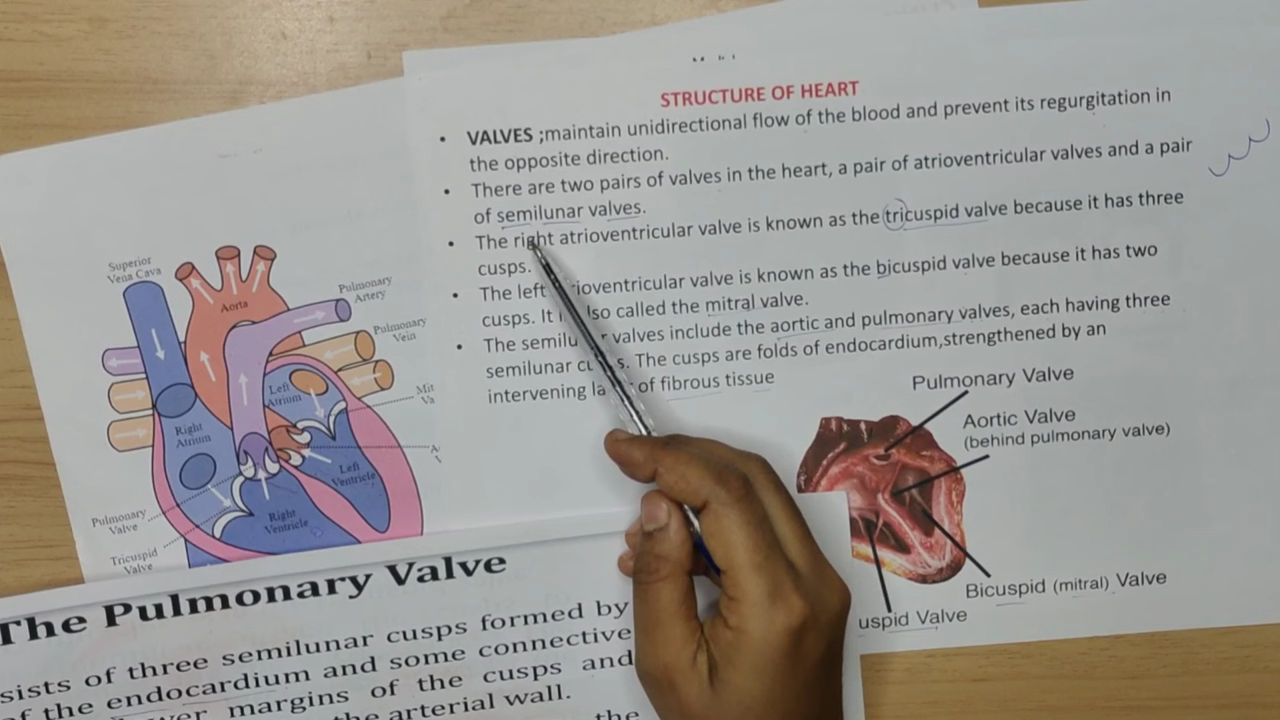 STRUCTURE OF HEART
• VALVES ;maintain unidirectional flow of the blood and prevent its regurgitation in
the opposite direction.
• There are two pairs of valves in the heart, a pair of atrioventricular valves and a pair
of semilunar valves.
• The right atrioventricular valve is known as the tricuspid valve because it has three
cusps.
• The left valve is known as the bicuspid valve because it has two
cusps. It called the mitral valve.
• The valves include the aortic and pulmonary valves, each having three
semilunar The cusps are folds of endocardium,strengthened by an
intervening of fibrous tissue
Superior
Vena Cava
Aorta
Pulmonary
Artery
Pulmonary
Vein
Left
Atrium
Right
Atrium
Left
Ventricle
Right
Ventricle
Pulmonary
Valve
Tricuspid
Valve
Pulmonary Valve
Aortic Valve
(behind pulmonary valve)
Bicuspid (mitral) Valve
uspid Valve
The Pulmonary Valve
sists of three semilunar cusps formed by
of the endocardium and some connective
margins of the cusps and
arterial wall.
the